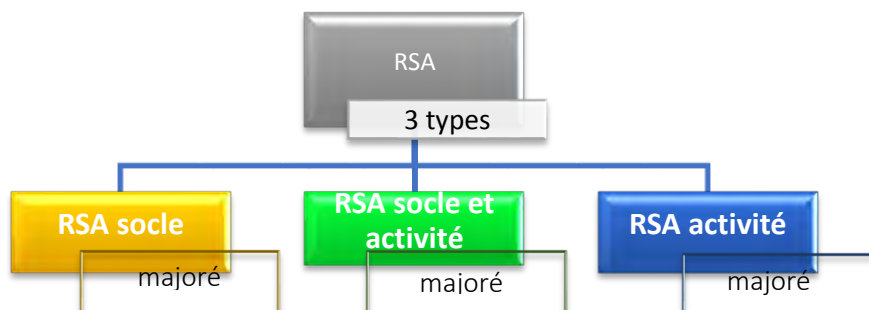 RSA
3 types
RSA socle
RSA socle et
activité
RSA activité
majoré
majoré
majoré